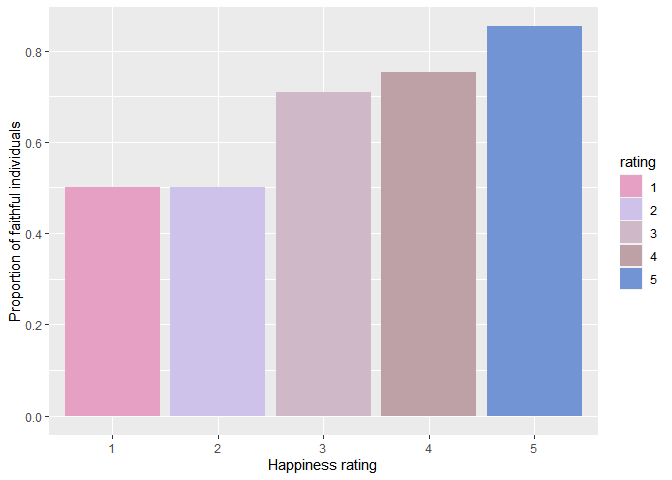 Proportion of faithful individuals
0.8
0.6
0.4
0.2
0.0
1 2 3 4 5
Happiness rating
rating
1
2
3
4
5